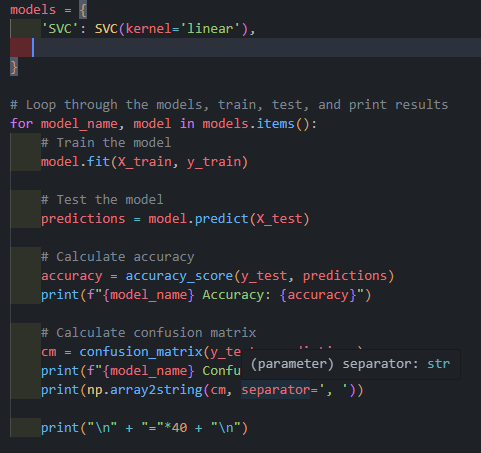 models = {
    'SVC': SVC(kernel='linear'),
}
# Loop through the models, train, test, and print results
for model_name, model in models.items():
    # Train the model
    model.fit(X_train, y_train)
    # Test the model
    predictions = model.predict(X_test)
    # Calculate accuracy
    accuracy = accuracy_score(y_test, predictions)
    print(f"{model_name} Accuracy: {accuracy}")
    # Calculate confusion matrix
    cm = confusion_matrix(
(parameter) separator: str
    print(f"{model_name} Confu
    print(np.array2string(cm, separator=', '))
    print("\n" + "="*40 + "\n")